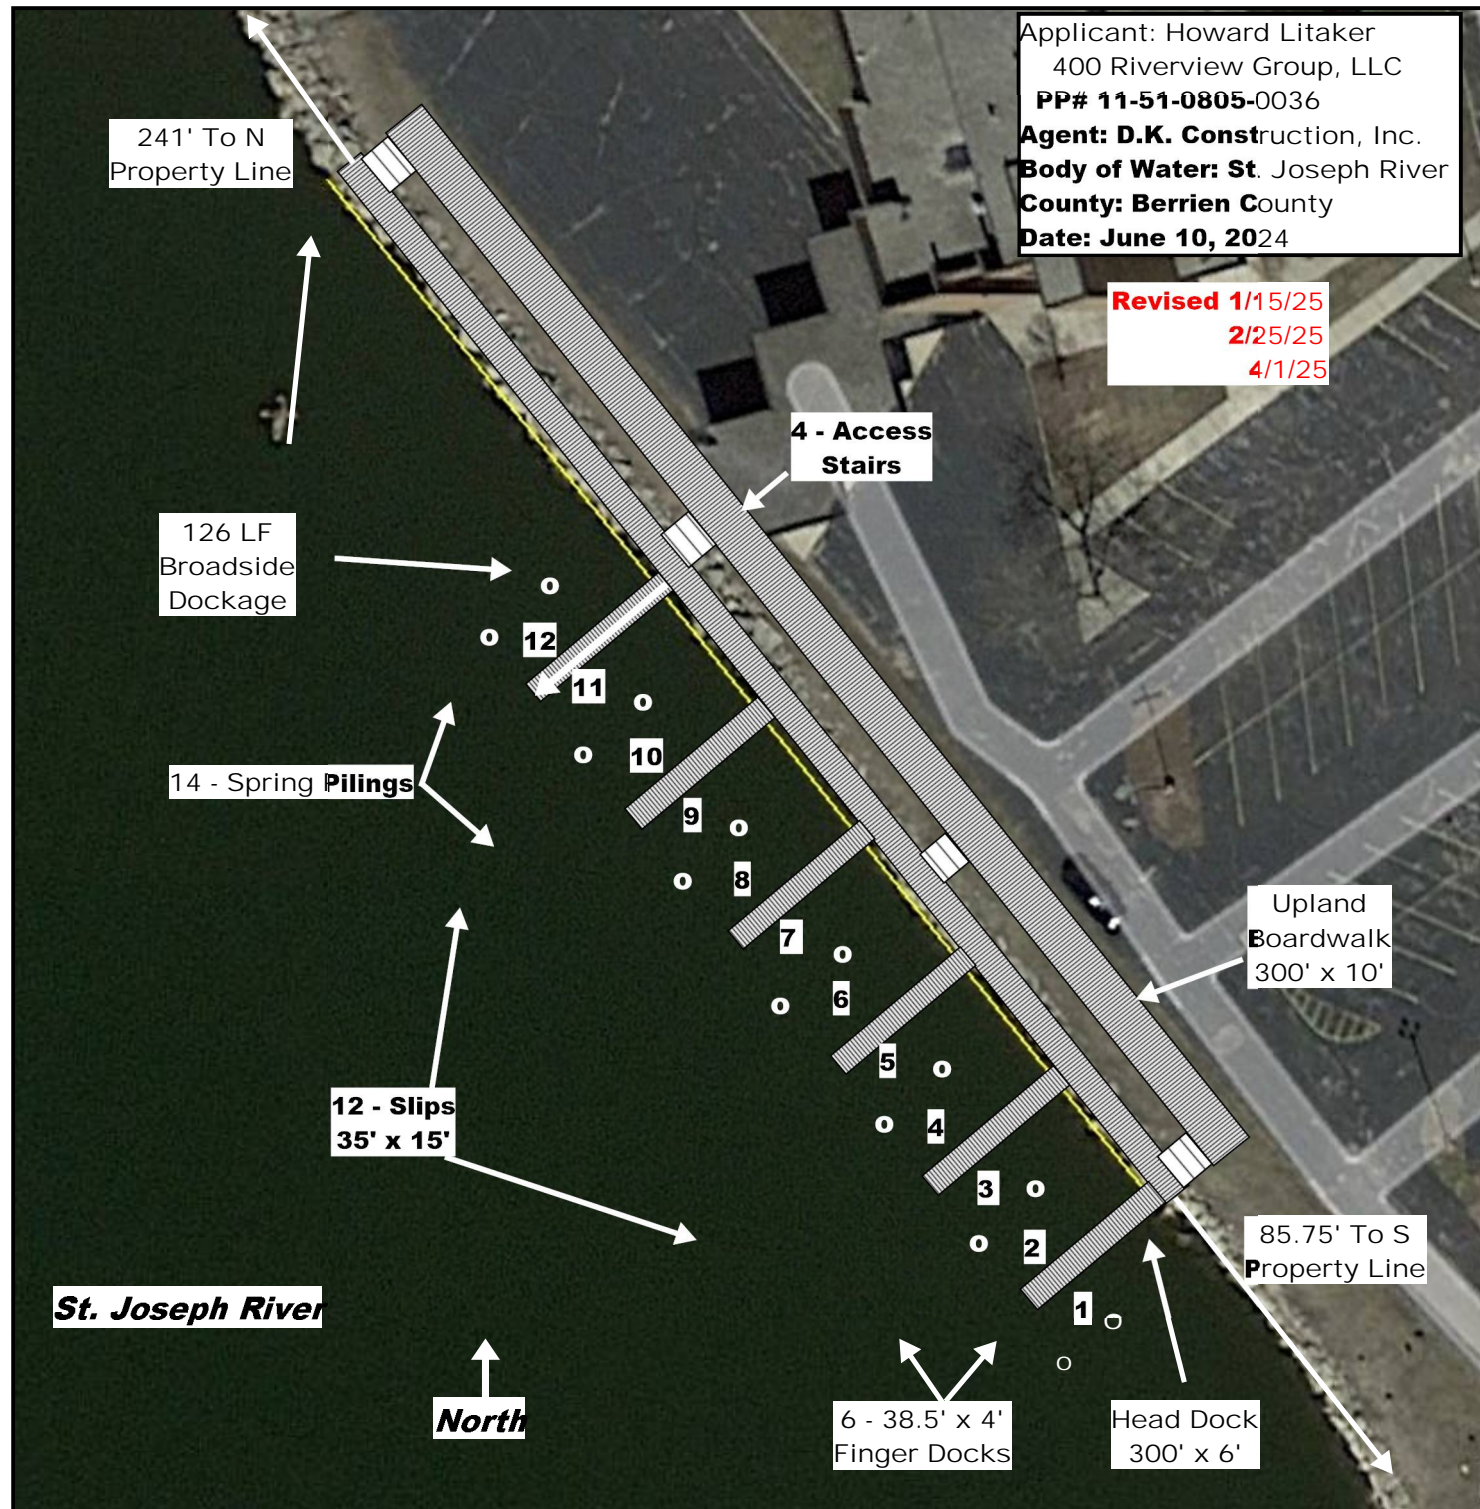 Applicant: Howard Litaker
400 Riverview Group, LLC
PP# 11-51-0805-0036
Agent: D.K. Construction, Inc.
Body of Water: St. Joseph River
County: Berrien County
Date: June 10, 2024
Revised 1/15/25
2/25/25
4/1/25
241' To N
Property Line
4 - Access
Stairs
126 LF
Broadside
Dockage
12
11
10
14 - Spring Pilings
9
8
7
6
5
4
3
2
1
Upland
Boardwalk
300' x 10'
12 - Slips
35' x 15'
85.75' To S
Property Line
St. Joseph River
North
6 - 38.5' x 4'
Finger Docks
Head Dock
300' x 6'